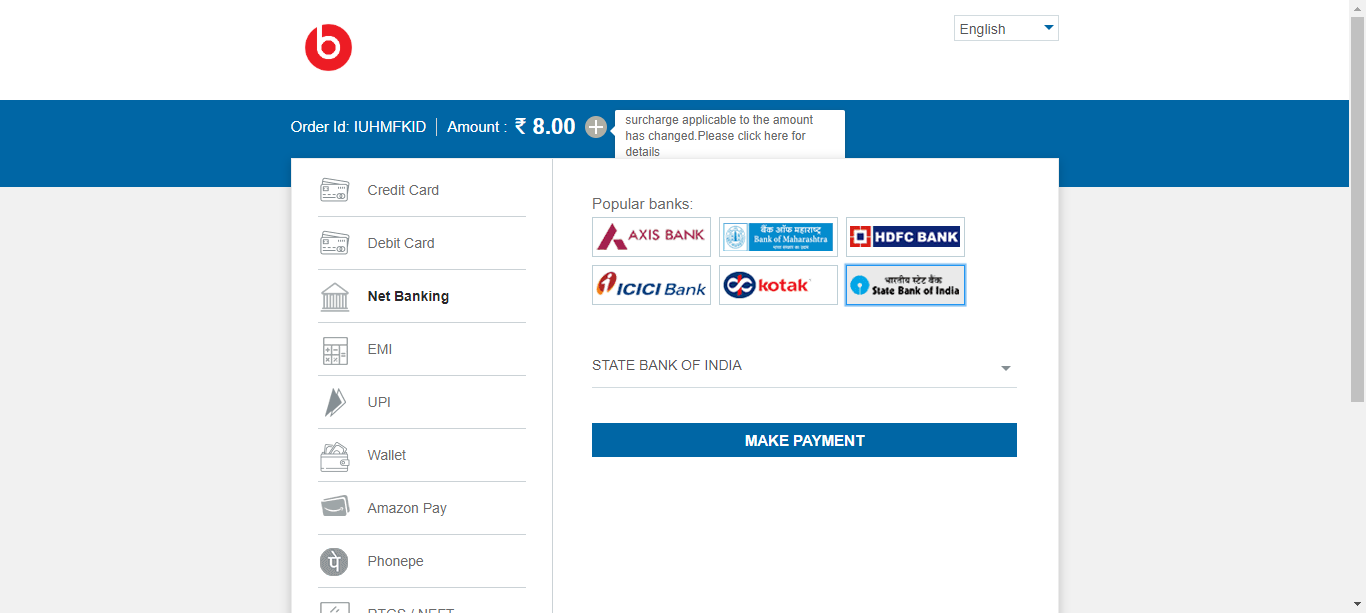 b
English
Order Id: IUHMFKID
Amount : ₹ 8.00
surcharge applicable to the amount
has changed.Please click here for
details
Credit Card
Debit Card
Net Banking
EMI
UPI
Wallet
Amazon Pay
पे
Phonepe
RTGS / NEFT
Popular banks:
AXIS BANK
बैंक ऑफ महाराष्ट्र
Bank of Maharashtra
HDFC BANK
ICICI Bank
kotak
भारतीय स्टेट बैंक
State Bank of India
STATE BANK OF INDIA
MAKE PAYMENT